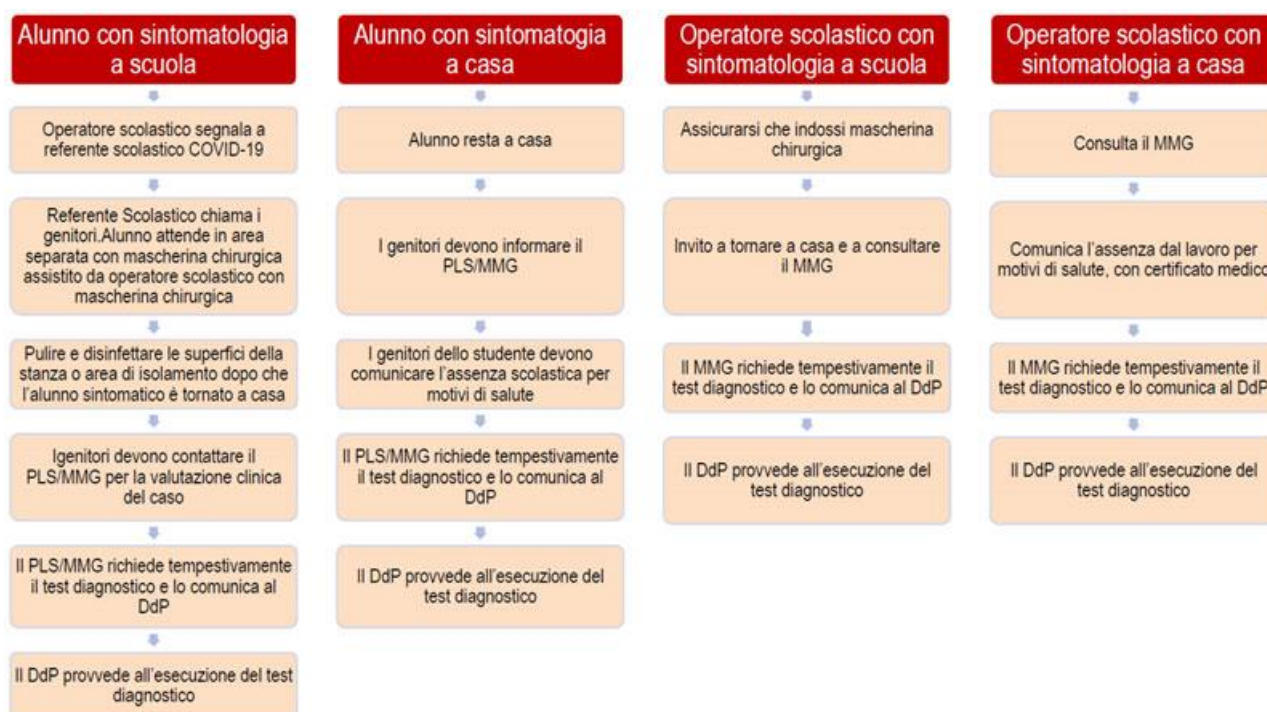 Alunno con sintomatologia
a scuola
Operatore scolastico segnala a
referente scolastico COVID-19
Referente Scolastico chiama i
genitori.Alunno attende in area
separata con mascherina chirurgica
assistito da operatore scolastico con
mascherina chirurgica
Pulire e disinfettare le superfici della
stanza o area di isolamento dopo che
l'alunno sintomatico è tornato a casa
Igenitori devono contattare il
PLS/MMG per la valutazione clinica
del caso
Il PLS/MMG richiede tempestivamente
il test diagnostico e lo comunica al
DdP
Il DdP provvede all'esecuzione del test
diagnostico
Alunno con sintomatogia
a casa
Alunno resta a casa
I genitori devono informare il
PLS/MMG
I genitori dello studente devono
comunicare l'assenza scolastica per
motivi di salute
Il PLS/MMG richiede tempestivamente
il test diagnostico e lo comunica al
DdP
Il DdP provvede all'esecuzione del
test diagnostico
Operatore scolastico con
sintomatologia a scuola
Assicurarsi che indossi mascherina
chirurgica
Invito a tornare a casa e a consultare
il MMG
Il MMG richiede tempestivamente il
test diagnostico e lo comunica al DdP
Il DdP provvede all'esecuzione del
test diagnostico
Operatore scolastico con
sintomatologia a casa
Consulta il MMG
Comunica l'assenza dal lavoro per
motivi di salute, con certificato medico
Il MMG richiede tempestivamente il
test diagnostico e lo comunica al DdP
Il DdP provvede all'esecuzione del
test diagnostico